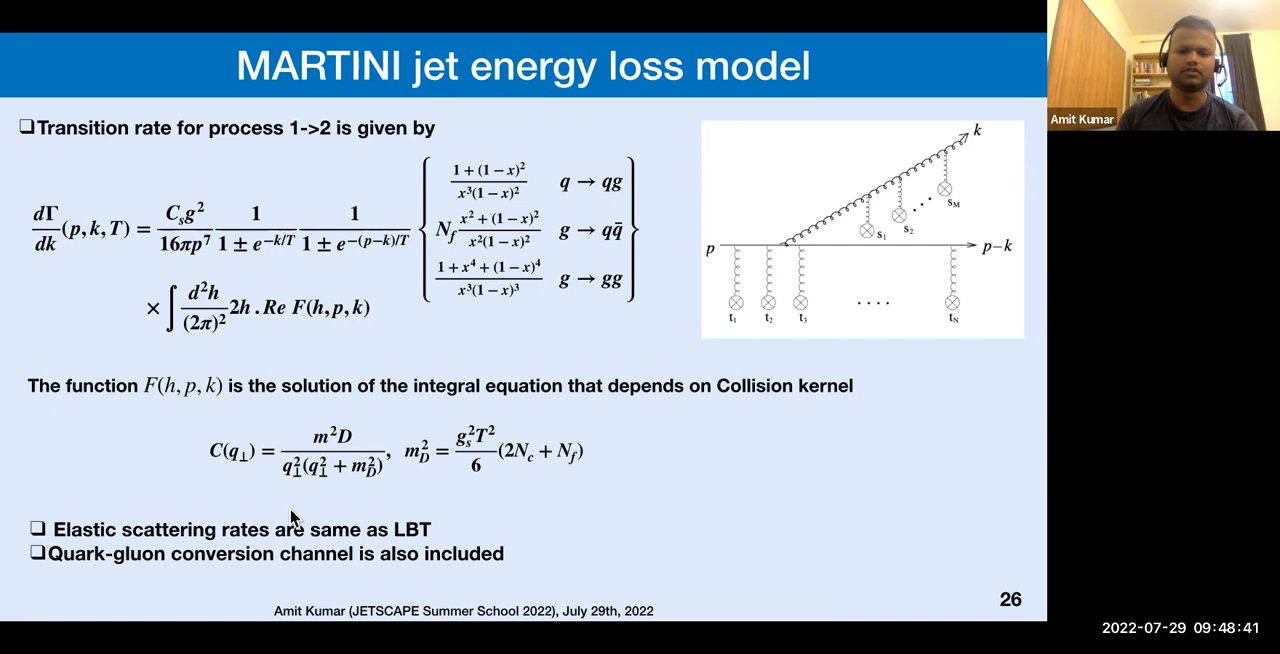 MARTINI jet energy loss model
❑Transition rate for process 1->2 is given by
dΓ/dk (p, k, T) = C_s g²/16πp⁷ 1/1 ± e^{−k/T} 1/1 ± e^{−(p−k)/T} { 1 + (1 − x)²/x³(1 − x)² q → qg
N_f x² + (1 − x)²/x²(1 − x)² g → qq̄
1 + x⁴ + (1 − x)⁴/x³(1 − x)³ g → gg }
× ∫ d²h/(2π)² 2h . Re F(h, p, k)
k
s_M
s₁ s₂
p p−k
t₁ t₂ t₃ . . . . t_N
The function F(h, p, k) is the solution of the integral equation that depends on Collision kernel
C(q⊥) = m²D/q⊥²(q⊥² + m_D²), m_D² = g_s²T²/6 (2N_c + N_f)
❑ Elastic scattering rates are same as LBT
❑Quark-gluon conversion channel is also included
26
Amit Kumar (JETSCAPE Summer School 2022), July 29th, 2022
Amit Kumar
2022-07-29 09:48:41